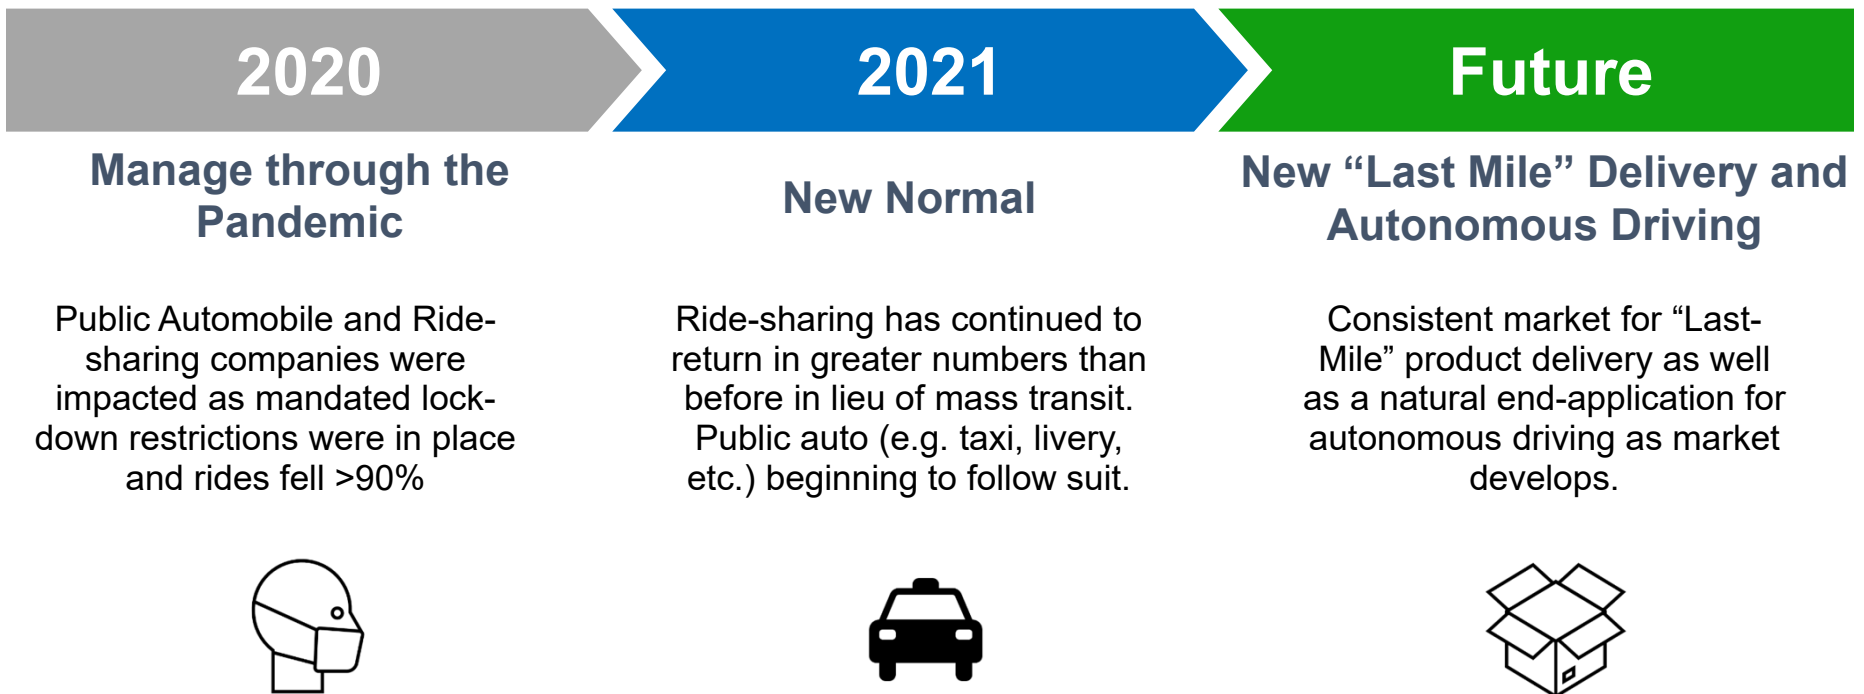 2020
2021
Future
Manage through the
Pandemic
New Normal
New “Last Mile” Delivery and
Autonomous Driving
Public Automobile and Ride-
sharing companies were
impacted as mandated lock-
down restrictions were in place
and rides fell >90%
Ride-sharing has continued to
return in greater numbers than
before in lieu of mass transit.
Public auto (e.g. taxi, livery,
etc.) beginning to follow suit.
Consistent market for “Last-
Mile” product delivery as well
as a natural end-application for
autonomous driving as market
develops.